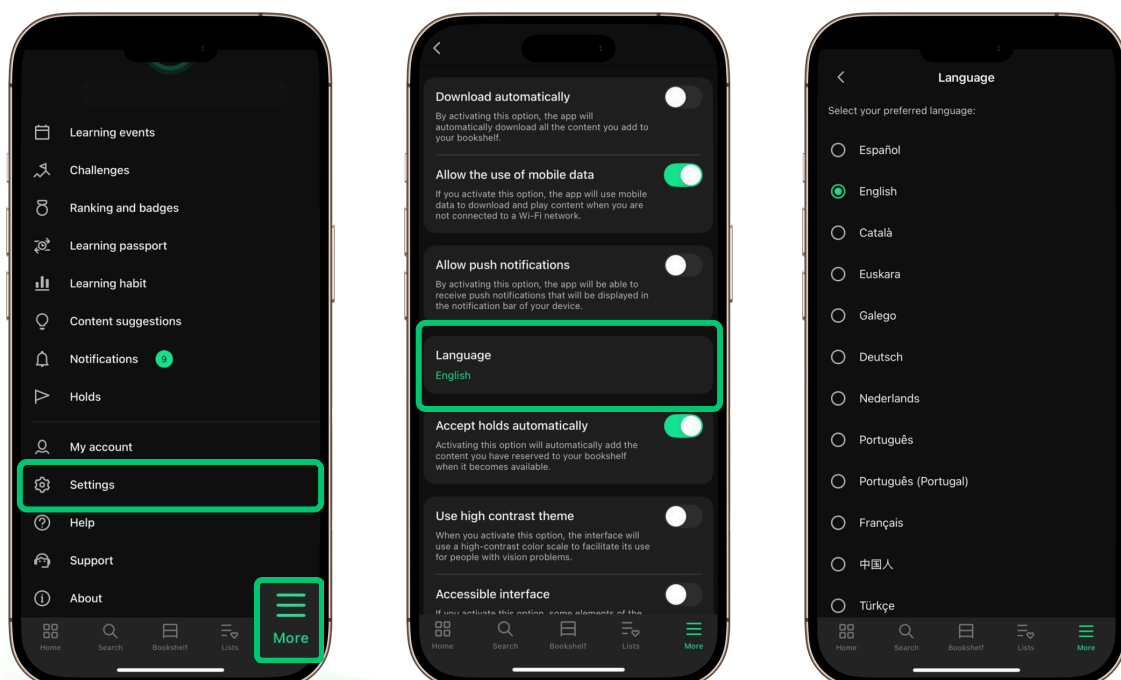 Learning events
Challenges
Ranking and badges
Learning passport
Learning habit
Content suggestions
Notifications 9
Holds
My account
Settings
Help
Support
About
Home
Search
Bookshelf
Lists
More
Download automatically
By activating this option, the app will
automatically download all the content you add to
your bookshelf.
Allow the use of mobile data
If you activate this option, the app will use mobile
data to download and play content when you are
not connected to a Wi-Fi network.
Allow push notifications
By activating this option, the app will be able to
receive push notifications that will be displayed in
the notification bar of your device.
Language
English
Accept holds automatically
Activating this option will automatically add the
content you have reserved to your bookshelf
when it becomes available.
Use high contrast theme
When you activate this option, the interface will
use a high-contrast color scale to facilitate its use
for people with vision problems.
Accessible interface
If you activate this option, some elements of the
Home
Search
Bookshelf
Lists
More
Language
Select your preferred language:
Español
English
Català
Euskara
Galego
Deutsch
Nederlands
Português
Português (Portugal)
Français
中国人
Türkçe
Home
Search
Bookshelf
Lists
More